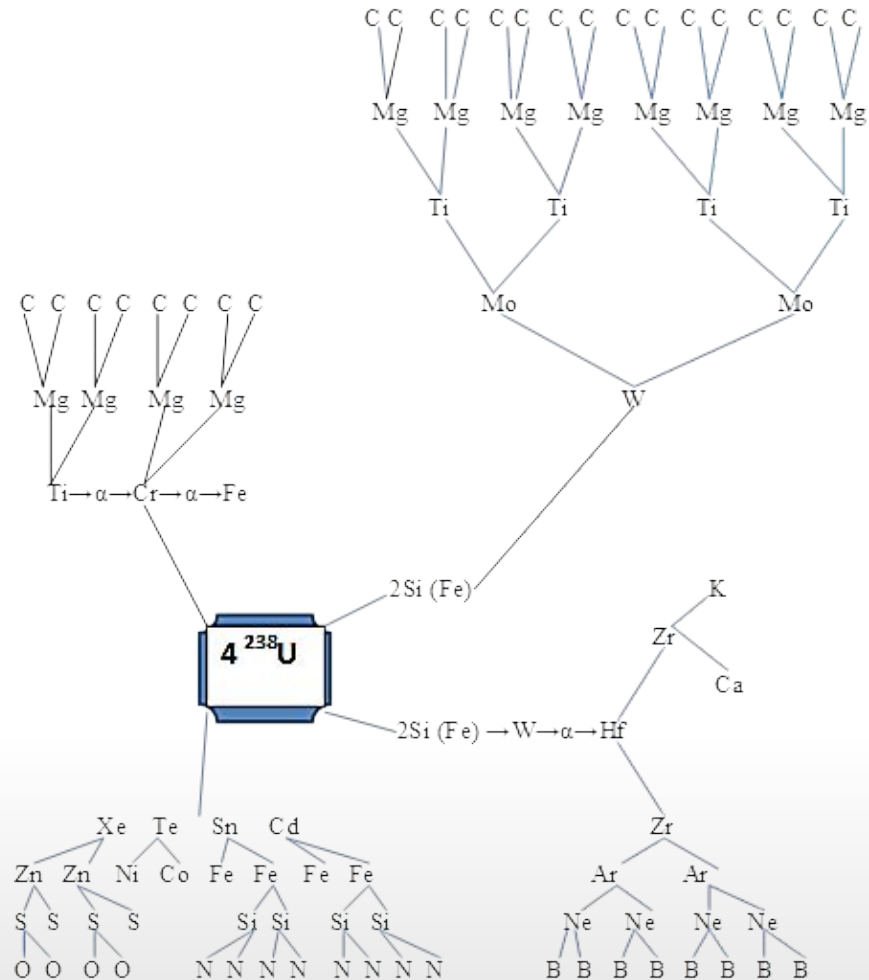 C C C C C C C C C C C C C C C C
Mg Mg Mg Mg Mg Mg Mg Mg
Ti Ti Ti Ti
Mo Mo
C C C C C C C C
Mg Mg Mg Mg
W
Ti→α→Cr→α→Fe
2Si (Fe)
K
Zr
4 ²³⁸U
Ca
2Si (Fe) →W→α→Hf
Xe Te Sn Cd Zr
Zn Zn Ni Co Fe Fe Fe Fe Ar Ar
S S S S Si Si Si Si Ne Ne Ne Ne
O O O O N N N N N N N N B B B B B B B B